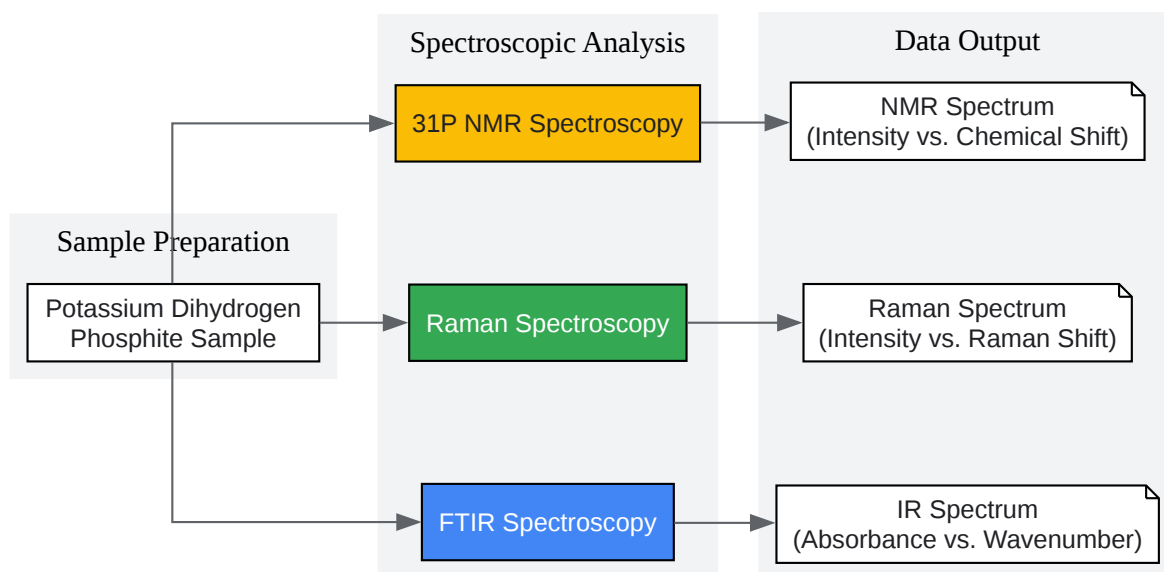 Spectroscopic Analysis
Data Output
31P NMR Spectroscopy
NMR Spectrum
(Intensity vs. Chemical Shift)
Sample Preparation
Potassium Dihydrogen
Phosphite Sample
Raman Spectroscopy
Raman Spectrum
(Intensity vs. Raman Shift)
FTIR Spectroscopy
IR Spectrum
(Absorbance vs. Wavenumber)